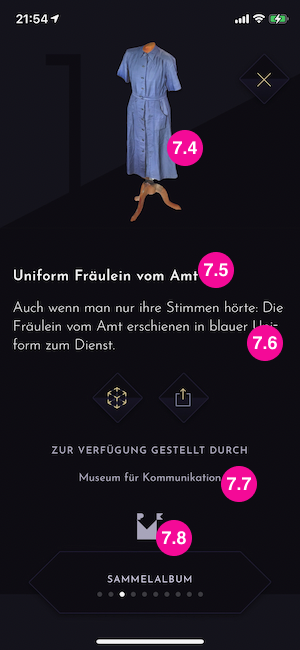 21:54
7.4
Uniform Fräulein vom Amt
7.5
Auch wenn man nur ihre Stimmen hörte: Die
Fräulein vom Amt erschienen in blauer Uni-
form zum Dienst.
7.6
ZUR VERFÜGUNG GESTELLT DURCH
Museum für Kommunikation
7.7
7.8
SAMMELALBUM